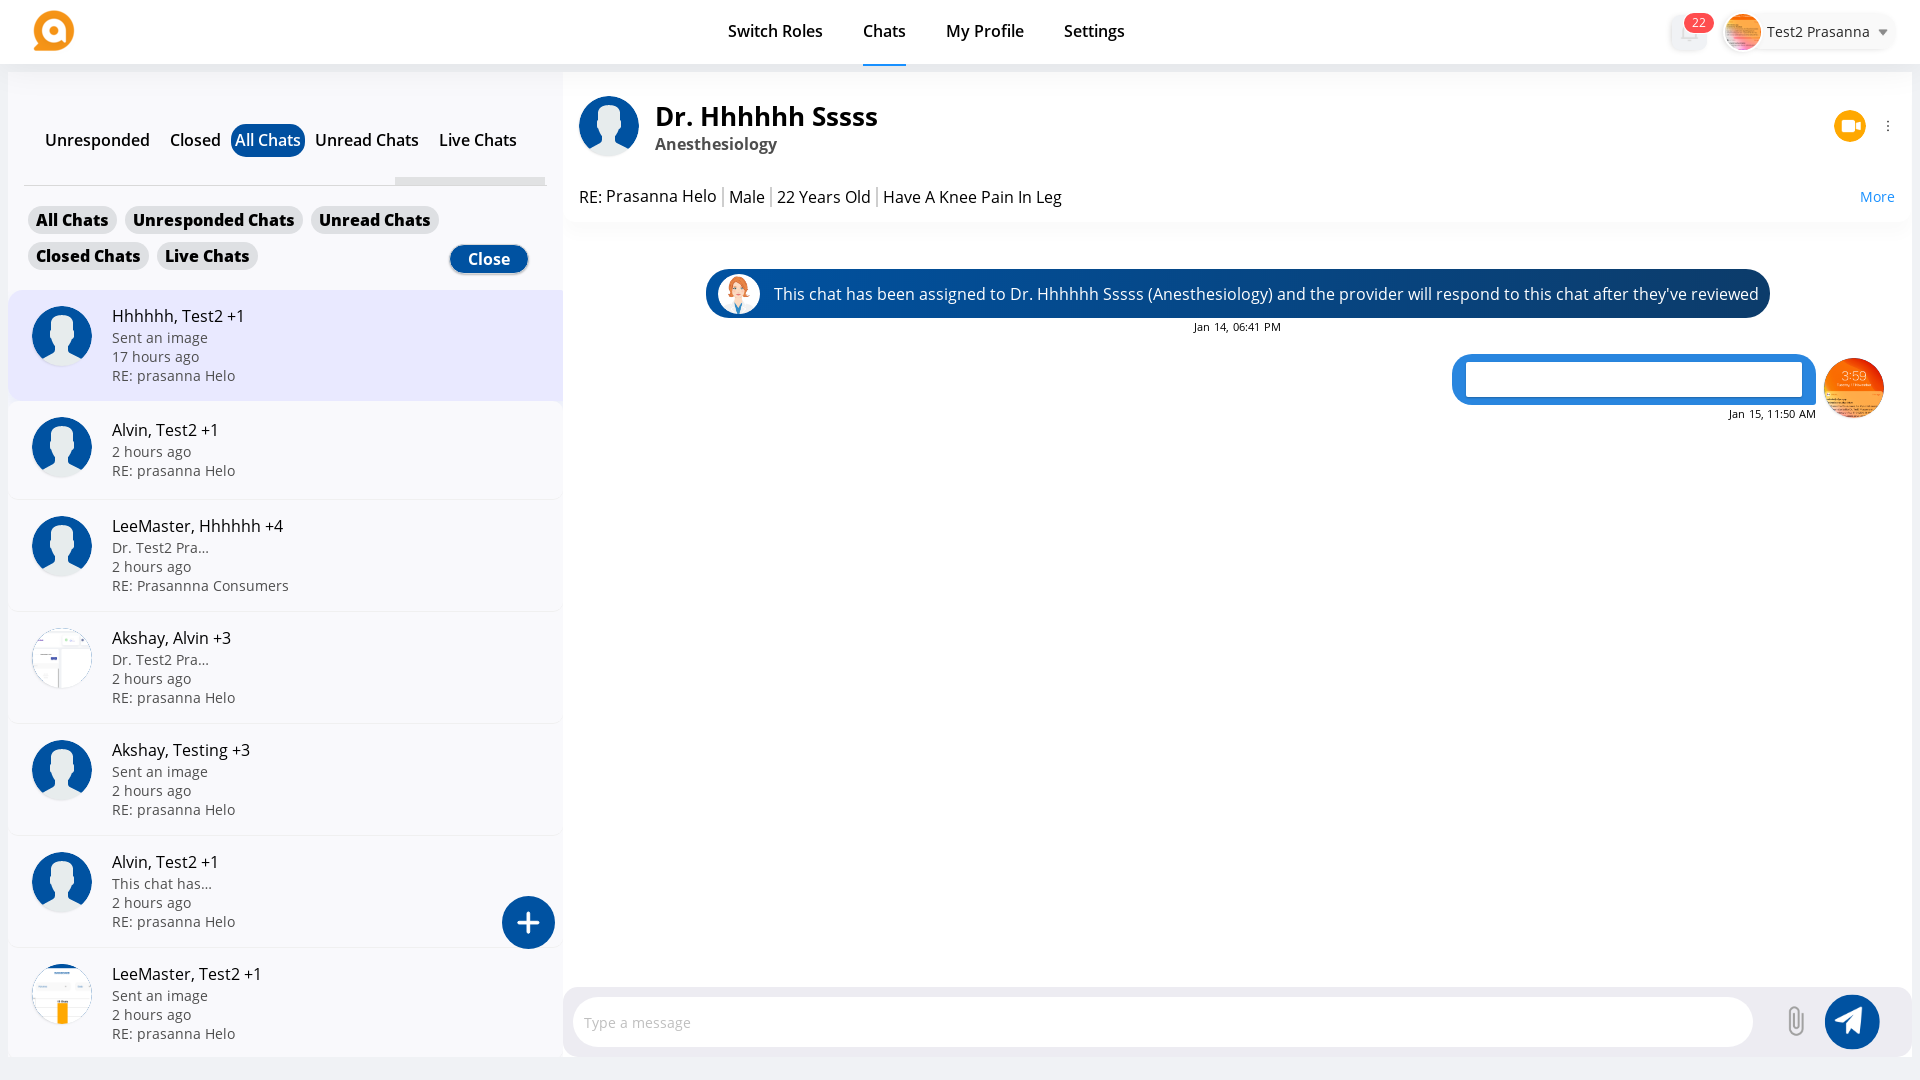 Switch Roles
Chats
My Profile
Settings
22
Test2 Prasanna
Unresponded
Closed
All Chats
Unread Chats
Live Chats
All Chats
Unresponded Chats
Unread Chats
Closed Chats
Live Chats
Close
Hhhhhh, Test2 +1
Sent an image
17 hours ago
RE: prasanna Helo
Alvin, Test2 +1
2 hours ago
RE: prasanna Helo
LeeMaster, Hhhhhh +4
Dr. Test2 Pra...
2 hours ago
RE: Prasannna Consumers
Akshay, Alvin +3
Dr. Test2 Pra...
2 hours ago
RE: prasanna Helo
Akshay, Testing +3
Sent an image
2 hours ago
RE: prasanna Helo
Alvin, Test2 +1
This chat has...
2 hours ago
RE: prasanna Helo
LeeMaster, Test2 +1
Sent an image
2 hours ago
RE: prasanna Helo
Dr. Hhhhhh Sssss
Anesthesiology
RE: Prasanna Helo | Male | 22 Years Old | Have A Knee Pain In Leg
More
This chat has been assigned to Dr. Hhhhhh Sssss (Anesthesiology) and the provider will respond to this chat after they've reviewed
Jan 14, 06:41 PM
3:59
Jan 15, 11:50 AM
Type a message